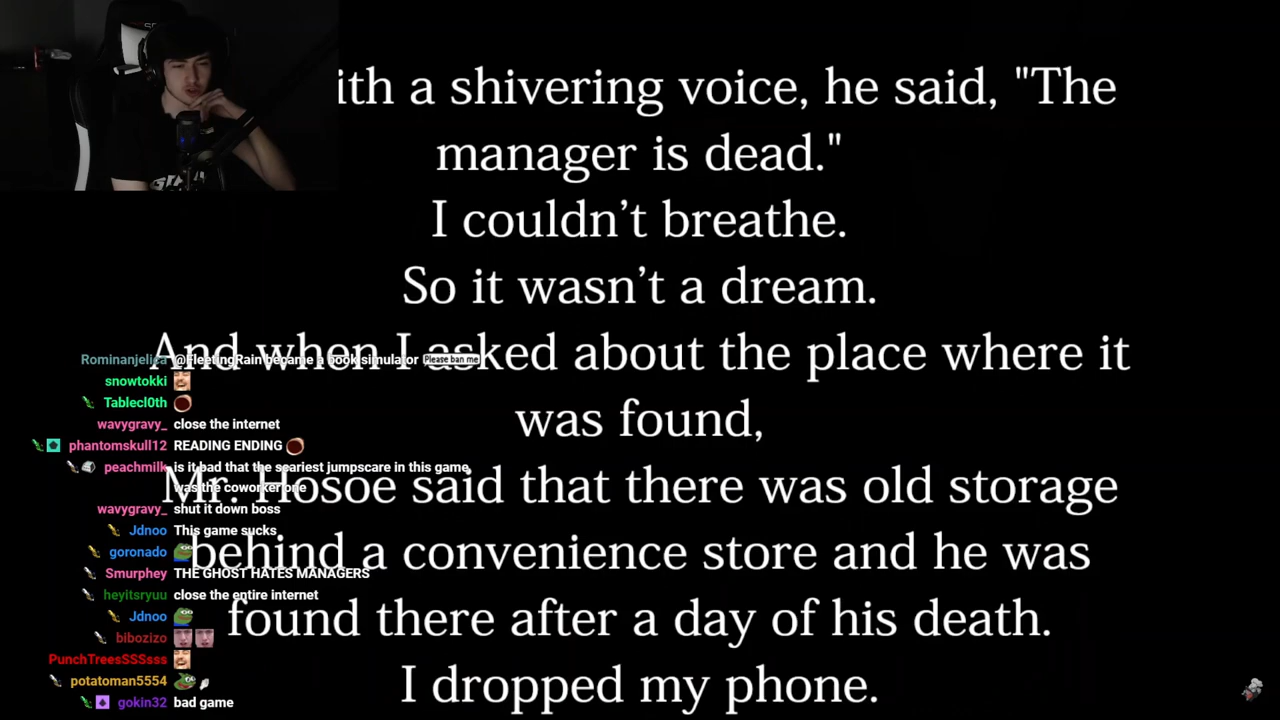 ith a shivering voice, he said, "The
manager is dead."
I couldn’t breathe.
So it wasn’t a dream.
And when I asked about the place where it
was found,
Mr. Hosoe said that there was old storage
behind a convenience store and he was
found there after a day of his death.
I dropped my phone.
Rominanjelica @FleetingRain became a book simulator Please ban me
snowtokki
Tablecl0th
wavygravy_ close the internet
phantomskull12 READING ENDING
peachmilk is it bad that the scariest jumpscare in this game
was the coworker one
wavygravy_ shut it down boss
Jdnoo This game sucks
goronado
Smurphey THE GHOST HATES MANAGERS
heyitsryuu close the entire internet
Jdnoo
bibozizo
PunchTreesSSSsss
potatoman5554
gokin32 bad game